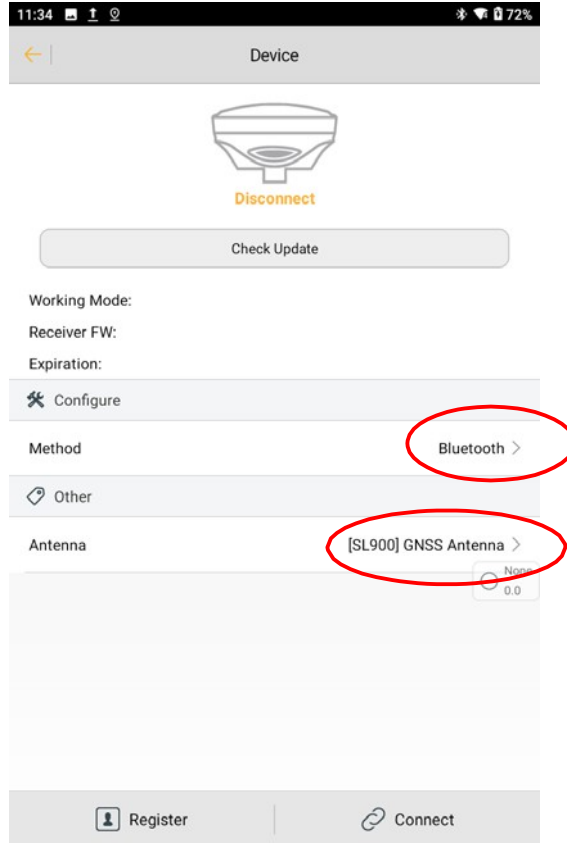 11:34 72%
Device
Disconnect
Check Update
Working Mode:
Receiver FW:
Expiration:
Configure
Method Bluetooth
Other
Antenna [SL900] GNSS Antenna
None
0.0
Register Connect